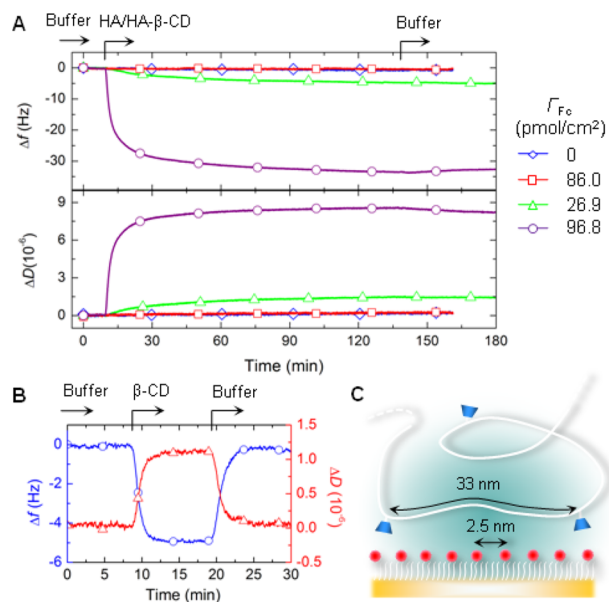 Buffer HA/HA-β-CD Buffer
A
0
-10
-20
-30
Δf (Hz)
9
6
3
0
ΔD(10⁻⁶)
0 30 60 90 120 150 180
Time (min)
ΓFc
(pmol/cm²)
0
86.0
26.9
96.8
B
Buffer β-CD Buffer
0
-2
-4
-6
Δf (Hz)
1.5
1.0
0.5
0.0
-0.5
ΔD (10⁻⁶)
0 5 10 15 20 25 30
Time (min)
C
33 nm
2.5 nm